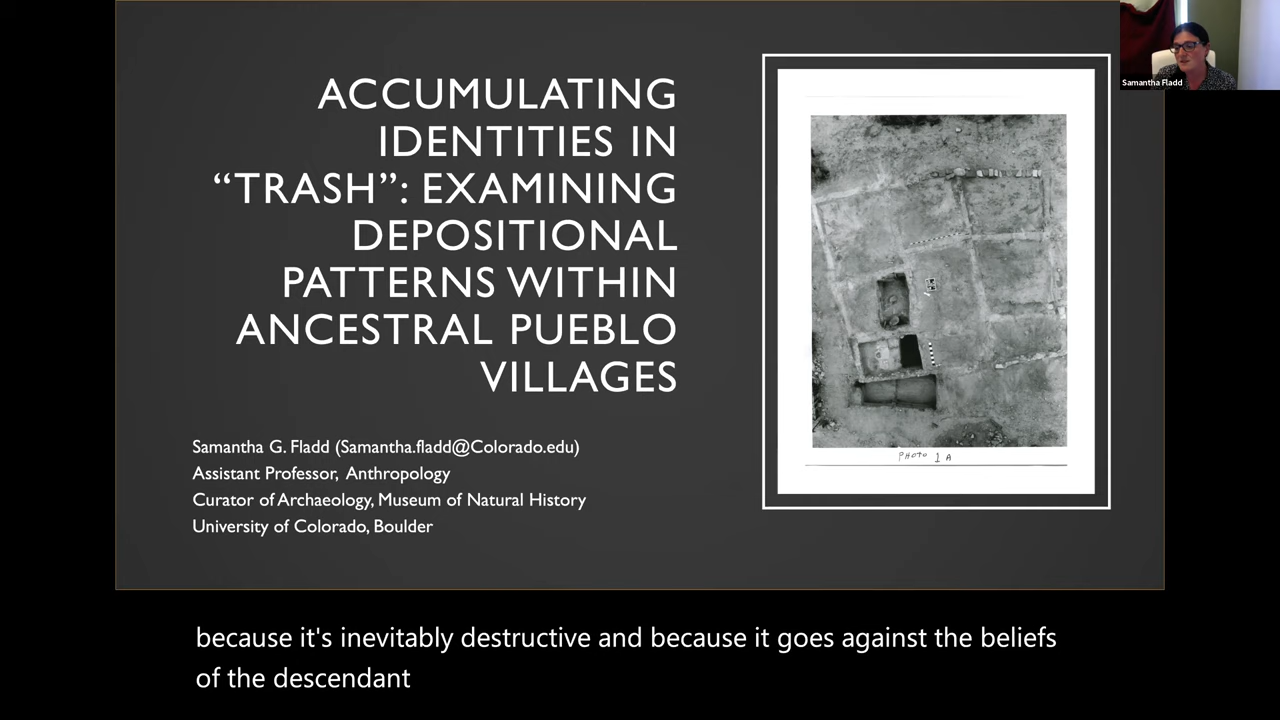 ACCUMULATING
IDENTITIES IN
“TRASH”: EXAMINING
DEPOSITIONAL
PATTERNS WITHIN
ANCESTRAL PUEBLO
VILLAGES
Samantha G. Fladd (Samantha.fladd@Colorado.edu)
Assistant Professor, Anthropology
Curator of Archaeology, Museum of Natural History
University of Colorado, Boulder
PHOTO 1 A
Samantha Fladd
because it's inevitably destructive and because it goes against the beliefs
of the descendant